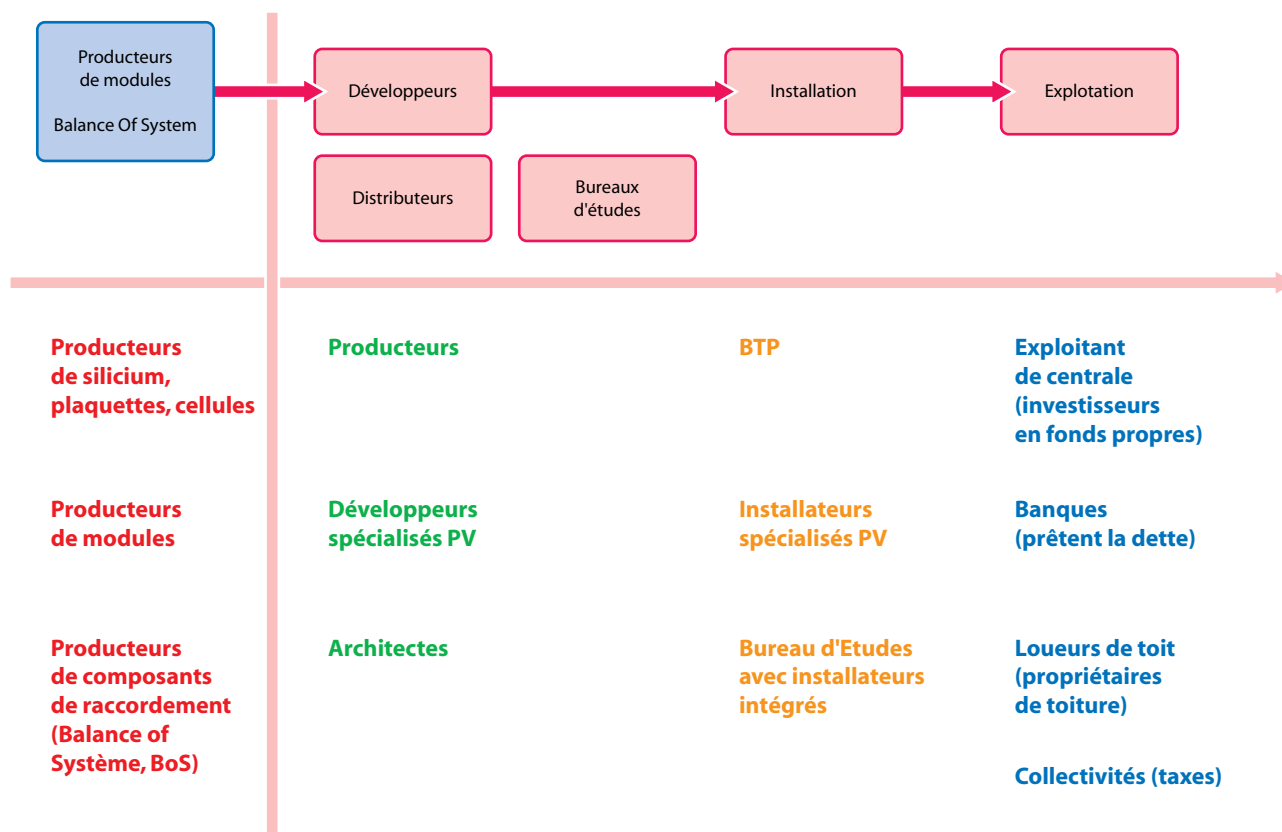 Producteurs
de modules
Balance Of System
Développeurs
Installation
Explotation
Distributeurs
Bureaux
d'études
Producteurs
de silicium,
plaquettes, cellules
Producteurs
BTP
Exploitant
de centrale
(investisseurs
en fonds propres)
Producteurs
de modules
Développeurs
spécialisés PV
Installateurs
spécialisés PV
Banques
(prêtent la dette)
Producteurs
de composants
de raccordement
(Balance of
Système, BoS)
Architectes
Bureau d'Etudes
avec installateurs
intégrés
Loueurs de toit
(propriétaires
de toiture)
Collectivités (taxes)